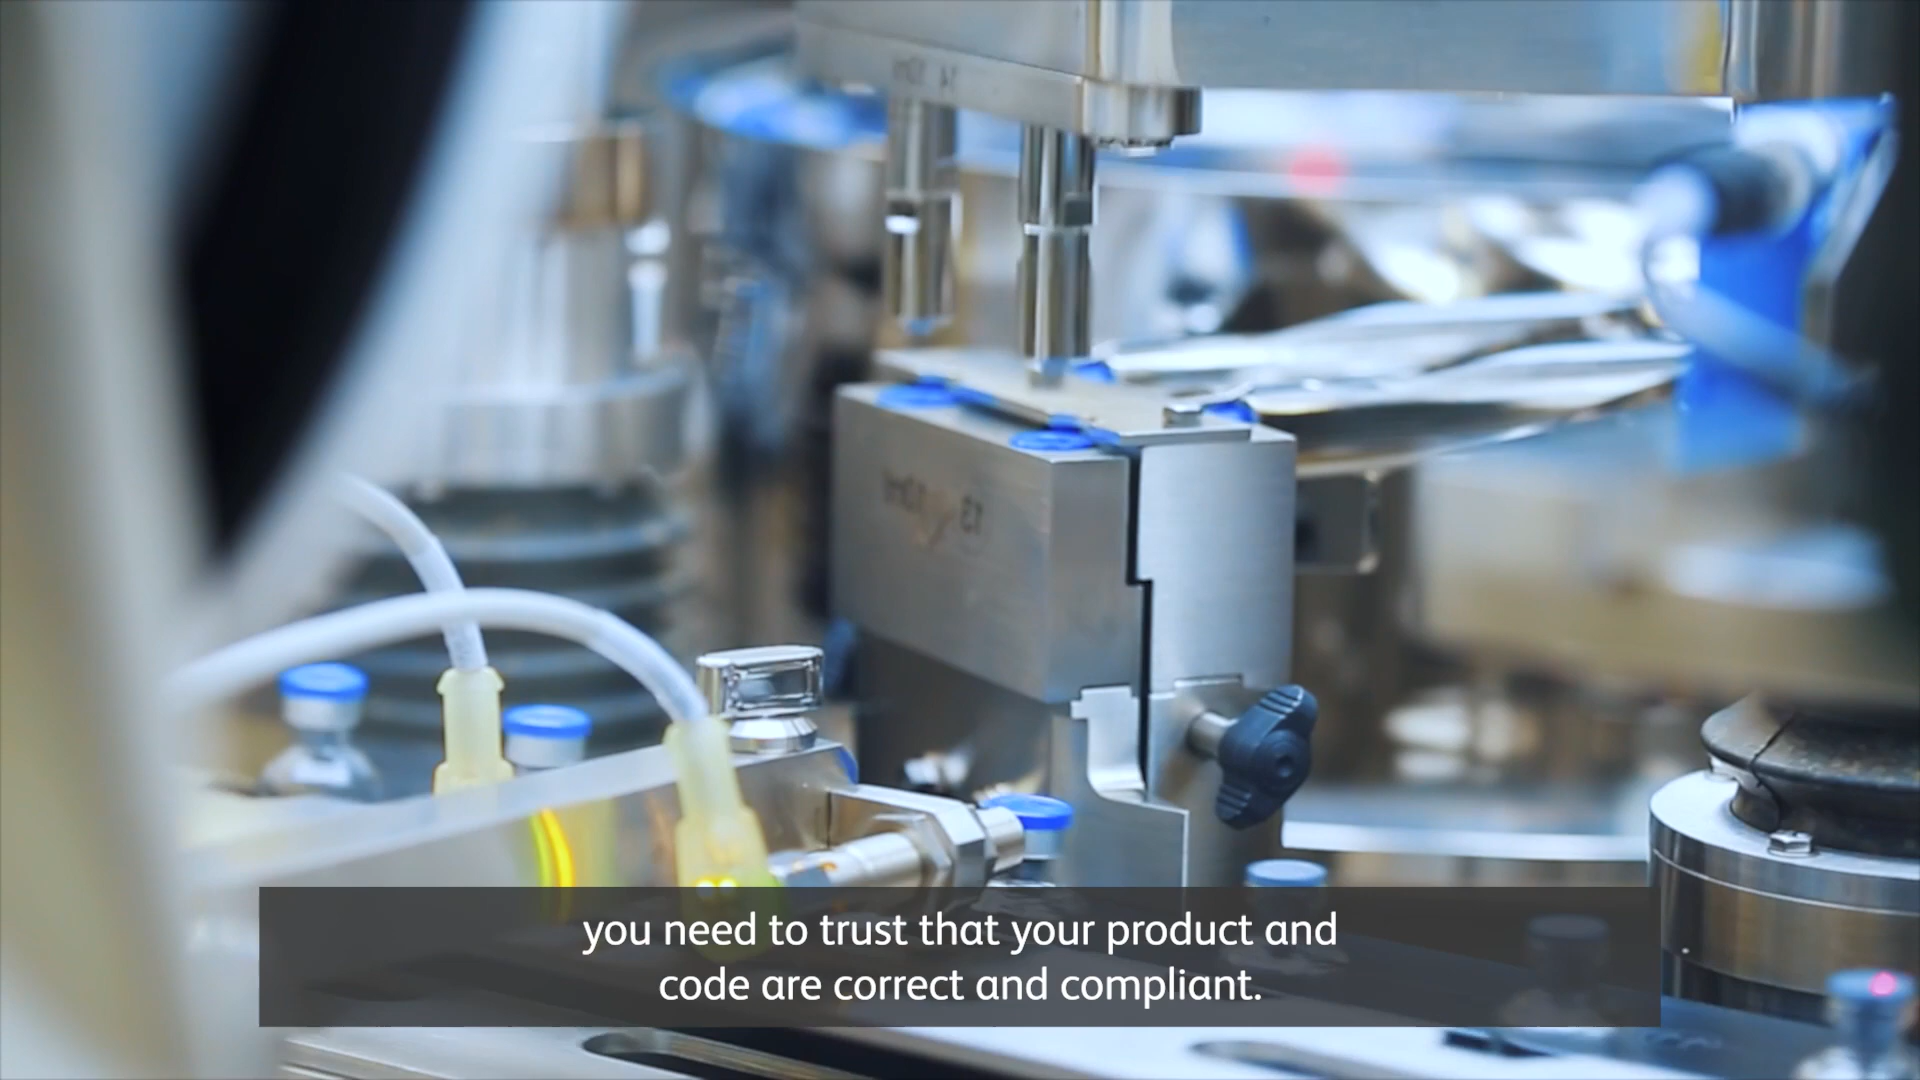 you need to trust that your product and
code are correct and compliant.